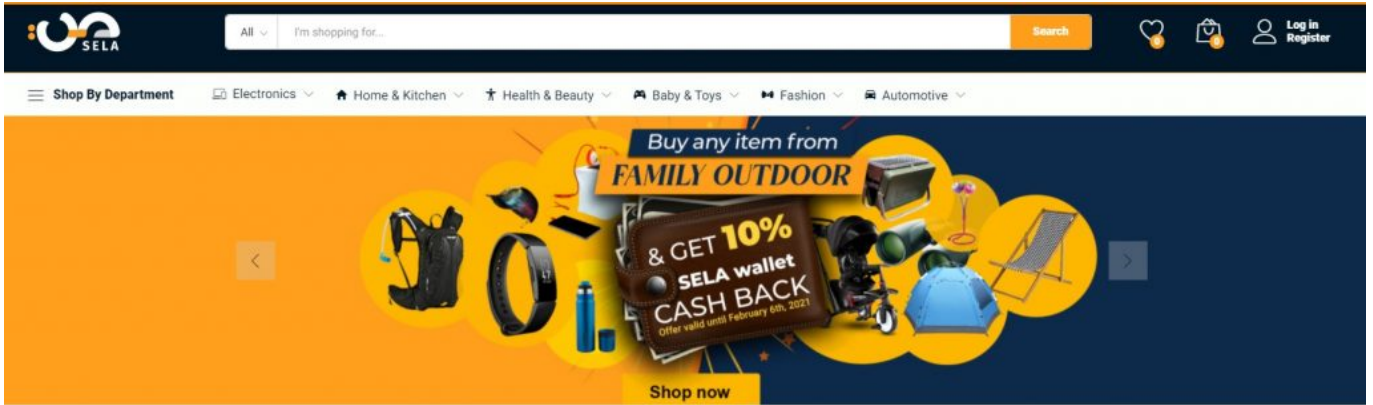 SELA
All
I'm shopping for...
Search
0
0
Log in
Register
Shop By Department
Electronics
Home & Kitchen
Health & Beauty
Baby & Toys
Fashion
Automotive
Buy any item from
FAMILY OUTDOOR
& GET 10%
SELA wallet
CASH BACK
Offer valid until February 6th, 2021
Shop now